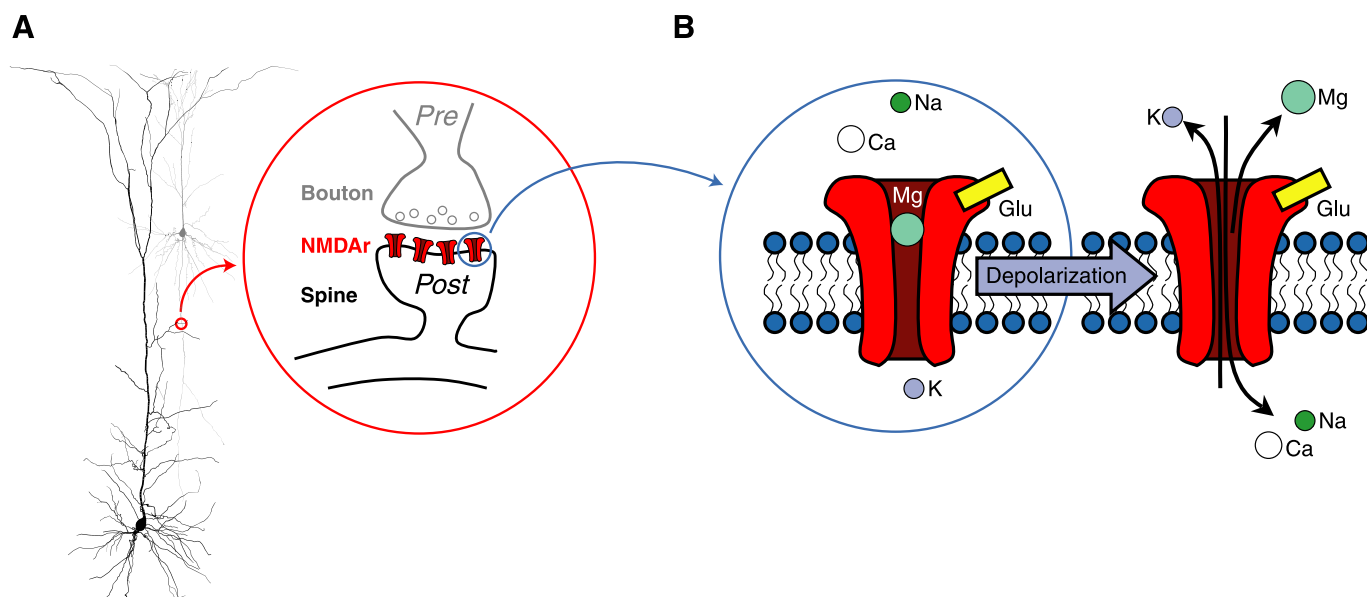 A
Pre
Bouton
NMDAr
Post
Spine
B
Na
Ca
Mg
Glu
Depolarization
K
K
Mg
Glu
Na
Ca